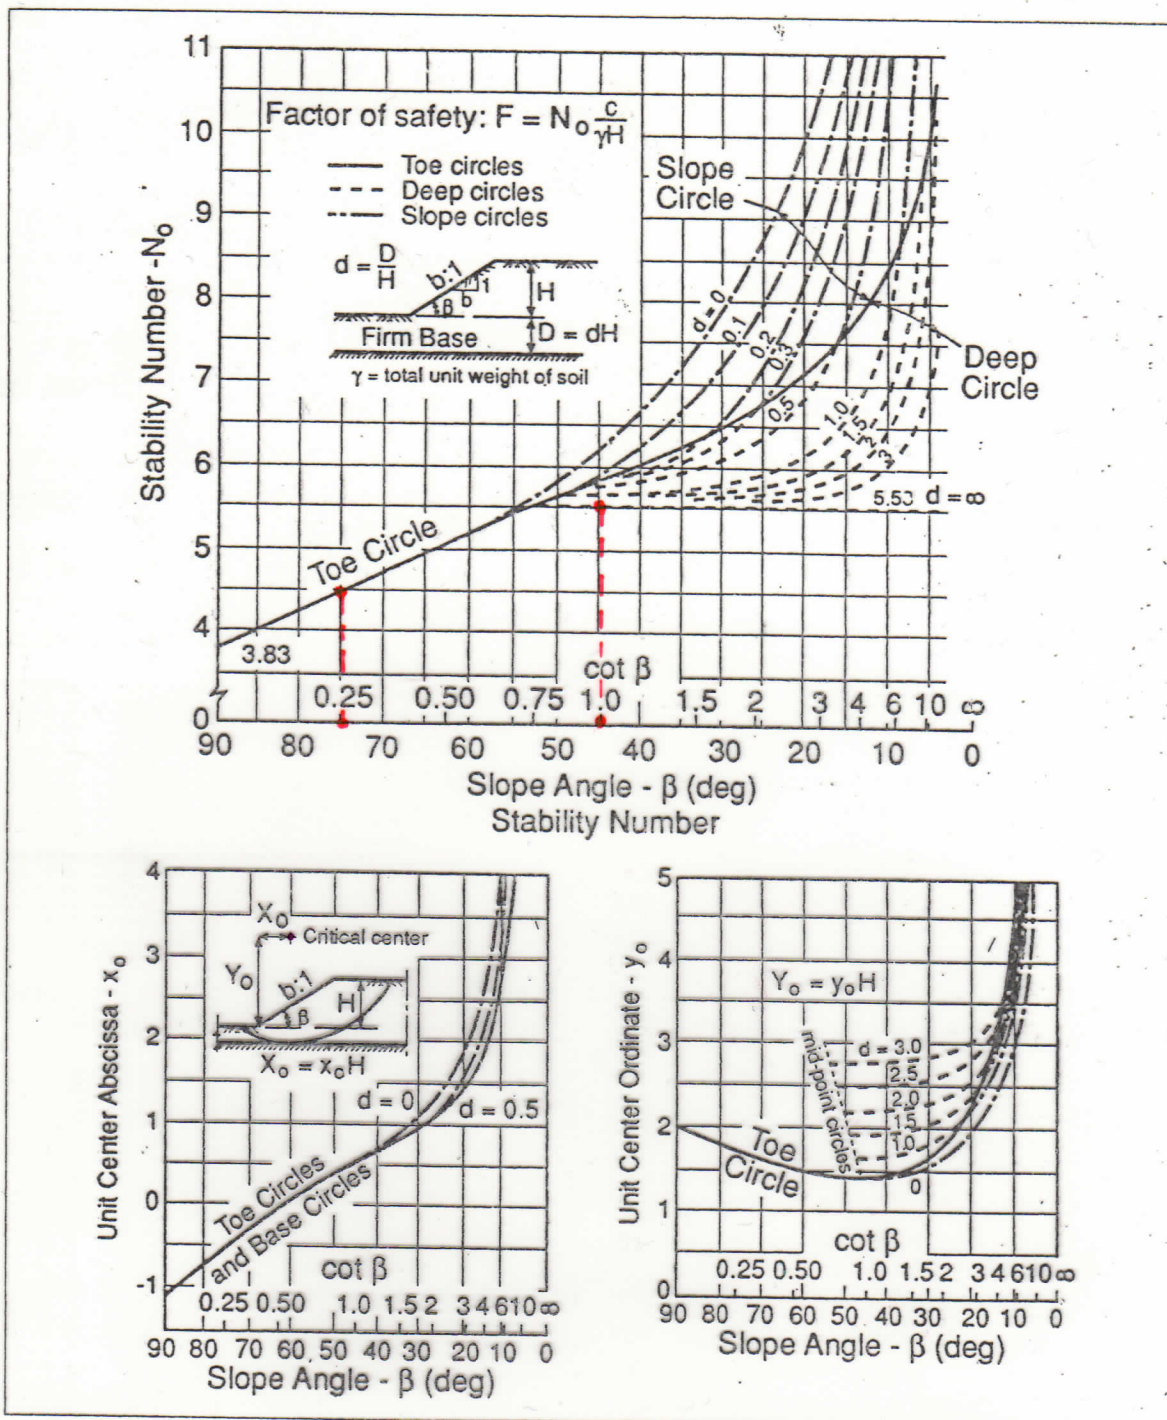 11
10
9
8
7
6
5
4
0
Stability Number -No
Factor of safety: F = No c/γH
Toe circles
Deep circles
Slope circles
d = D/H
b:1
1
b
β
H
D = dH
Firm Base
γ = total unit weight of soil
Slope
Circle
Deep
Circle
d = 0
0.1
0.2
0.3
0.5
1.0
1.5
2
3
5.53 d = ∞
Toe Circle
3.83
cot β
0.25 0.50 0.75 1.0 1.5 2 3 4 6 10 ∞
90 80 70 60 50 40 30 20 10 0
Slope Angle - β (deg)
Stability Number
4
3
2
1
0
-1
Unit Center Abscissa - xo
Xo
Critical center
Yo
b:1
β
H
Xo = xoH
d = 0
d = 0.5
Toe Circles
and Base Circles
cot β
0.25 0.50 1.0 1.5 2 3 4 6 10 ∞
90 80 70 60 50 40 30 20 10 0
Slope Angle - β (deg)
5
4
3
2
1
0
Unit Center Ordinate - yo
Yo = yoH
mid-point circles
d = 3.0
2.5
2.0
1.5
1.0
0
Toe
Circle
cot β
0.25 0.50 1.0 1.5 2 3 4 6 10 ∞
90 80 70 60 50 40 30 20 10 0
Slope Angle - β (deg)